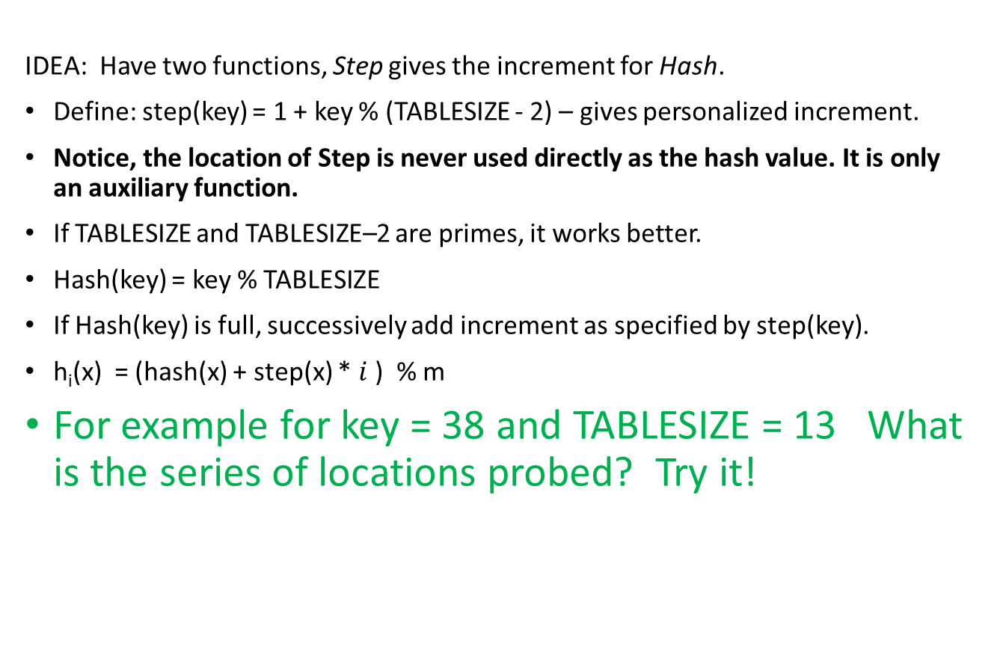 IDEA: Have two functions, Step gives the increment for Hash.
• Define: step(key) = 1 + key % (TABLESIZE - 2) – gives personalized increment.
• Notice, the location of Step is never used directly as the hash value. It is only
an auxiliary function.
• If TABLESIZE and TABLESIZE–2 are primes, it works better.
• Hash(key) = key % TABLESIZE
• If Hash(key) is full, successively add increment as specified by step(key).
• hᵢ(x) = (hash(x) + step(x) * 𝑖 ) % m
• For example for key = 38 and TABLESIZE = 13 What
is the series of locations probed? Try it!